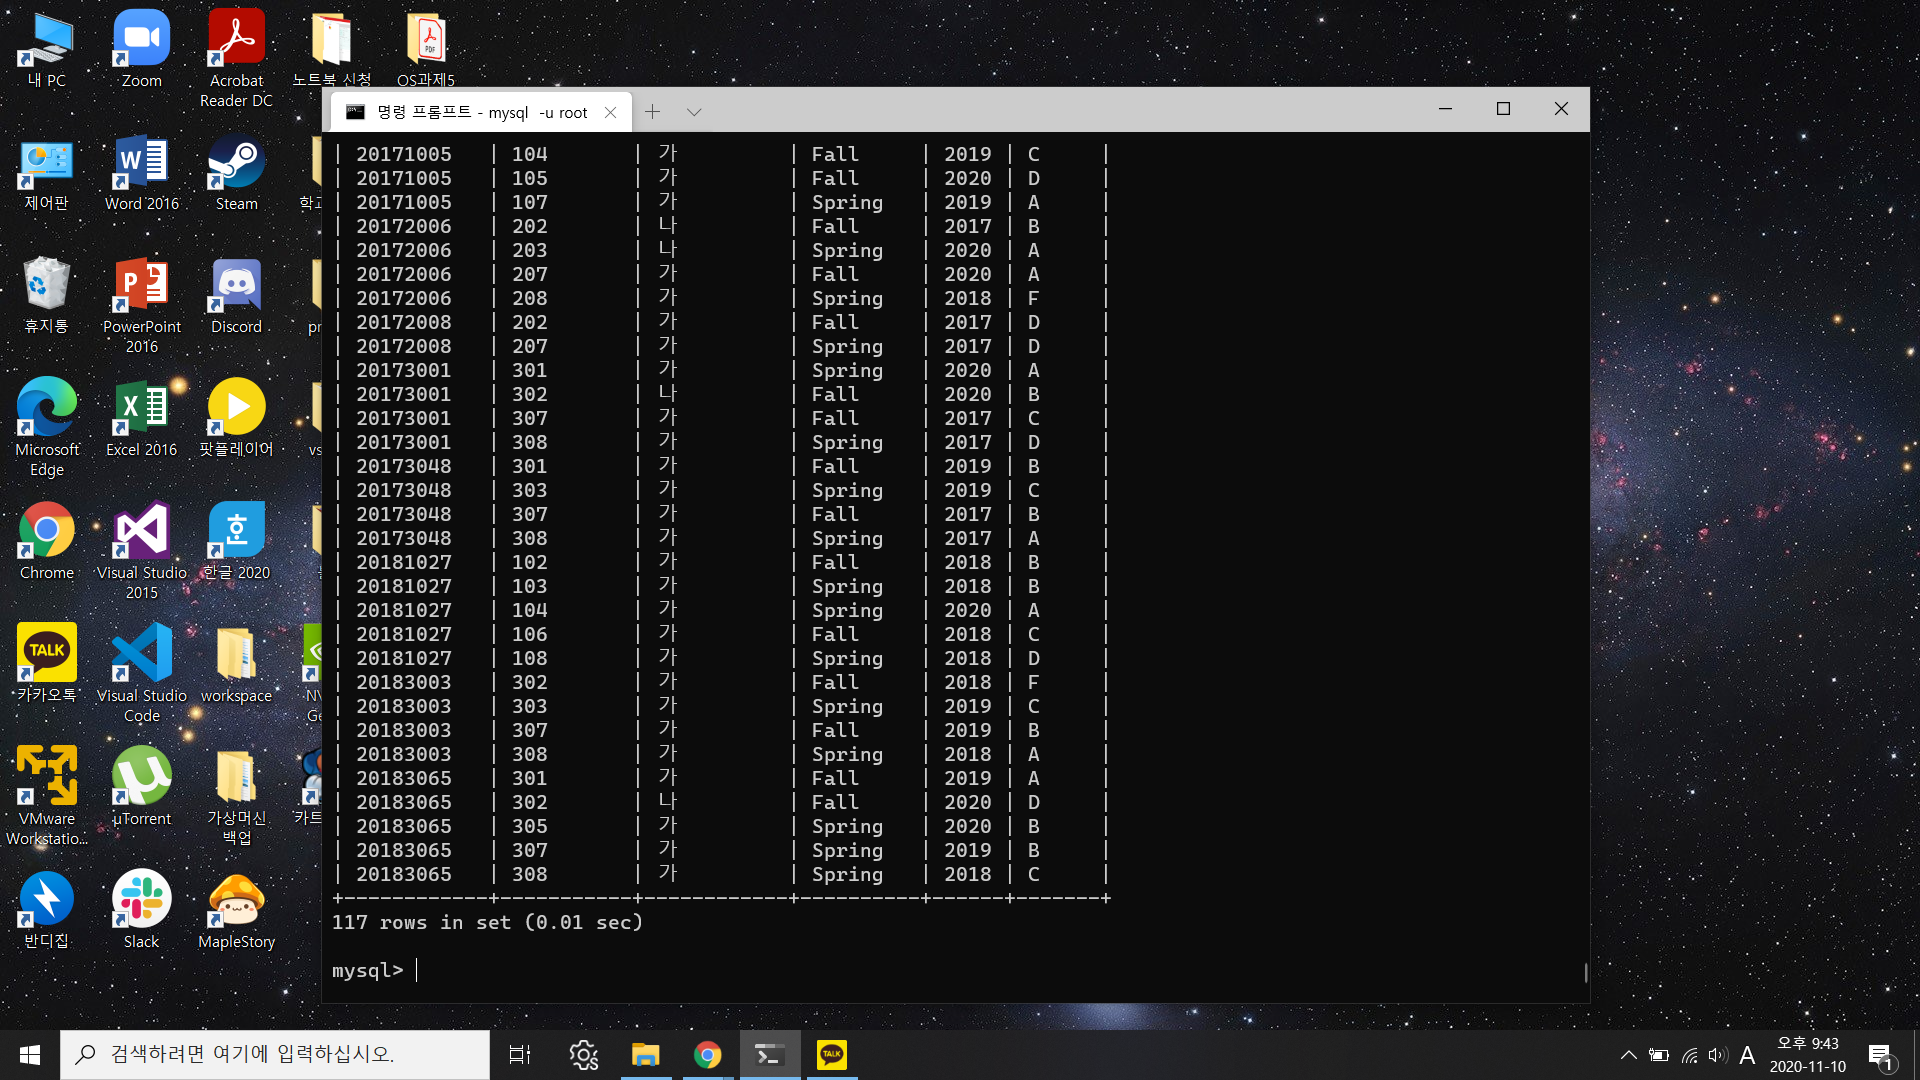 내 PC
Zoom
Acrobat
Reader DC
노트북 신청
OS과제5
제어판
Word 2016
Steam
휴지통
PowerPoint
2016
Discord
Microsoft
Edge
Excel 2016
팟플레이어
Chrome
Visual Studio
2015
한글 2020
카카오톡
Visual Studio
Code
workspace
VMware
Workstatio...
µTorrent
가상머신
백업
반디집
Slack
MapleStory
명령 프롬프트 - mysql -u root
| 20171005 | 104 | 가 | Fall | 2019 | C |
| 20171005 | 105 | 가 | Fall | 2020 | D |
| 20171005 | 107 | 가 | Spring | 2019 | A |
| 20172006 | 202 | 나 | Fall | 2017 | B |
| 20172006 | 203 | 나 | Spring | 2020 | A |
| 20172006 | 207 | 가 | Fall | 2020 | A |
| 20172006 | 208 | 가 | Spring | 2018 | F |
| 20172008 | 202 | 가 | Fall | 2017 | D |
| 20172008 | 207 | 가 | Spring | 2017 | D |
| 20173001 | 301 | 가 | Spring | 2020 | A |
| 20173001 | 302 | 나 | Fall | 2020 | B |
| 20173001 | 307 | 가 | Fall | 2017 | C |
| 20173001 | 308 | 가 | Spring | 2017 | D |
| 20173048 | 301 | 가 | Fall | 2019 | B |
| 20173048 | 303 | 가 | Spring | 2019 | C |
| 20173048 | 307 | 가 | Fall | 2017 | B |
| 20173048 | 308 | 가 | Spring | 2017 | A |
| 20181027 | 102 | 가 | Fall | 2018 | B |
| 20181027 | 103 | 가 | Spring | 2018 | B |
| 20181027 | 104 | 가 | Spring | 2020 | A |
| 20181027 | 106 | 가 | Fall | 2018 | C |
| 20181027 | 108 | 가 | Spring | 2018 | D |
| 20183003 | 302 | 가 | Fall | 2018 | F |
| 20183003 | 303 | 가 | Spring | 2019 | C |
| 20183003 | 307 | 가 | Fall | 2019 | B |
| 20183003 | 308 | 가 | Spring | 2018 | A |
| 20183065 | 301 | 가 | Fall | 2019 | A |
| 20183065 | 302 | 나 | Fall | 2020 | D |
| 20183065 | 305 | 가 | Spring | 2020 | B |
| 20183065 | 307 | 가 | Spring | 2019 | B |
| 20183065 | 308 | 가 | Spring | 2018 | C |
+------------+-----------+------------+----------+------+-------+
117 rows in set (0.01 sec)
mysql>
검색하려면 여기에 입력하십시오.
A
오후 9:43
2020-11-10
1